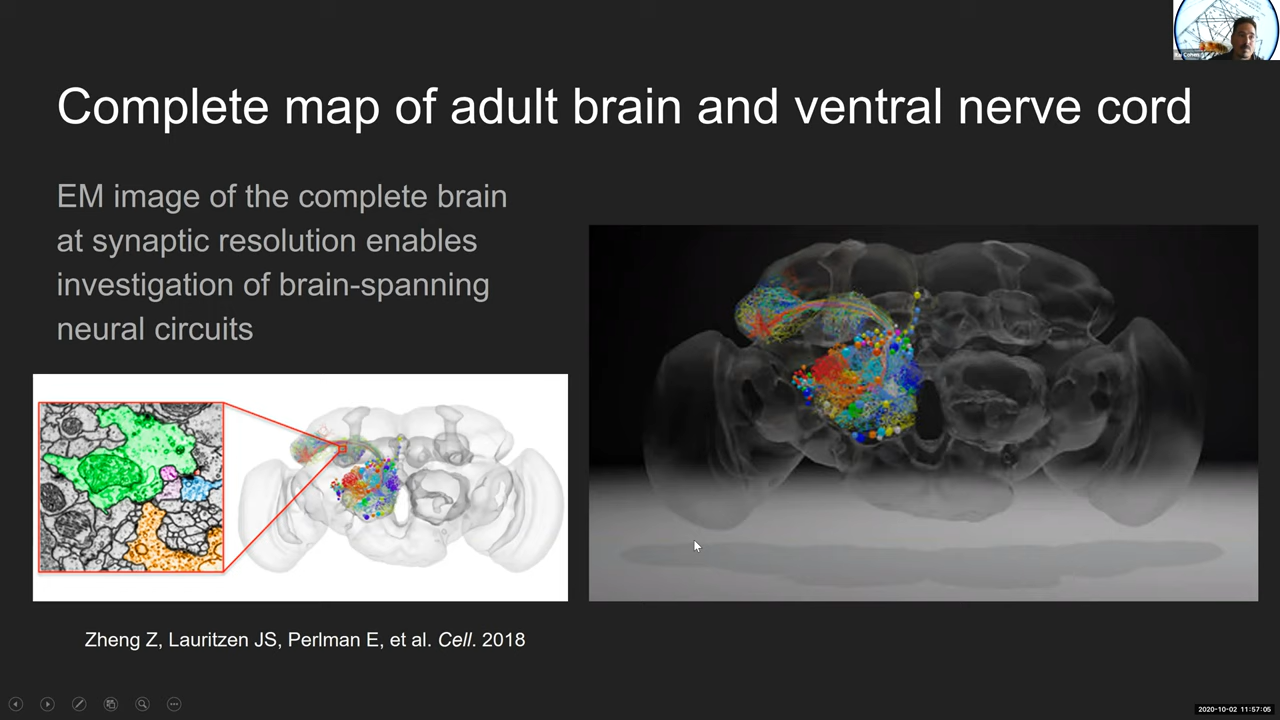 Complete map of adult brain and ventral nerve cord
EM image of the complete brain
at synaptic resolution enables
investigation of brain-spanning
neural circuits
Zheng Z, Lauritzen JS, Perlman E, et al. Cell. 2018
2020-10-02 11:57:05